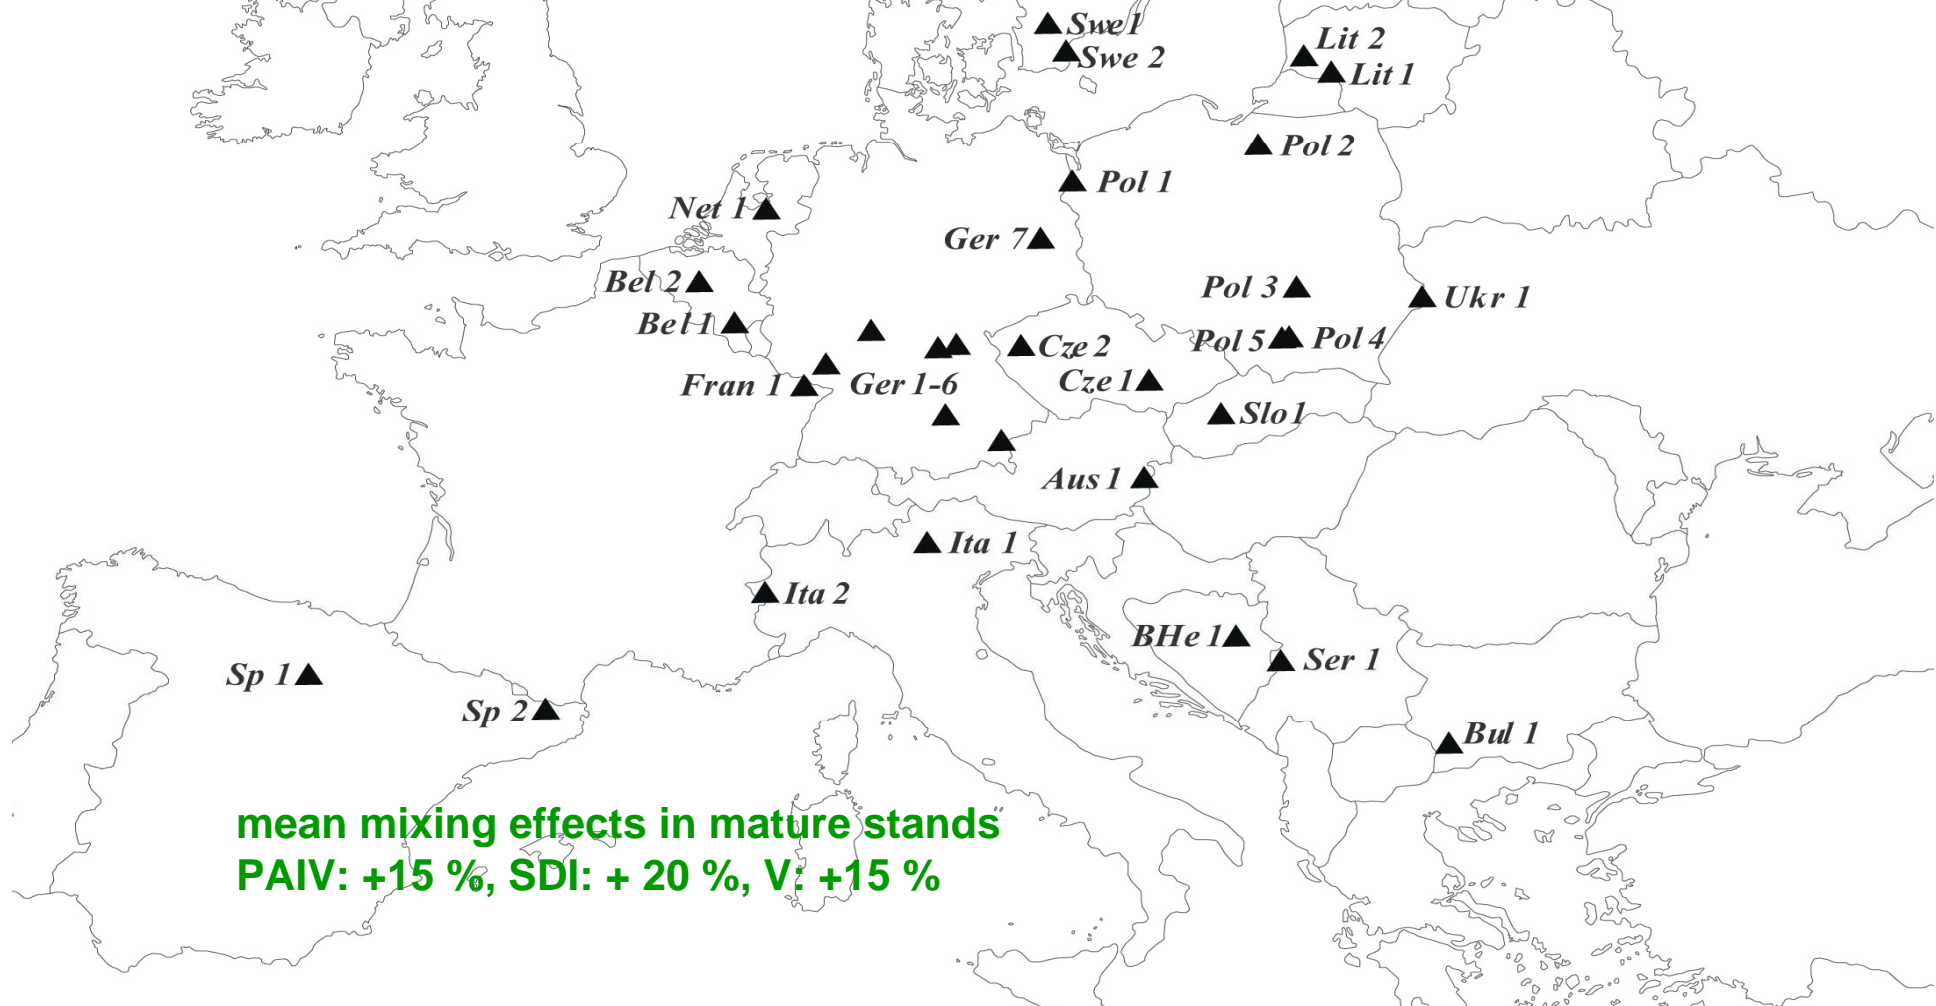 Swe 1
Swe 2
Lit 2
Lit 1
Pol 2
Pol 1
Net 1
Ger 7
Bel 2
Pol 3
Ukr 1
Bel 1
Pol 5
Pol 4
Cze 2
Fran 1
Ger 1-6
Cze 1
Slo 1
Aus 1
Ita 1
Ita 2
BHe 1
Ser 1
Sp 1
Sp 2
Bul 1
mean mixing effects in mature stands
PAIV: +15 %, SDI: + 20 %, V: +15 %